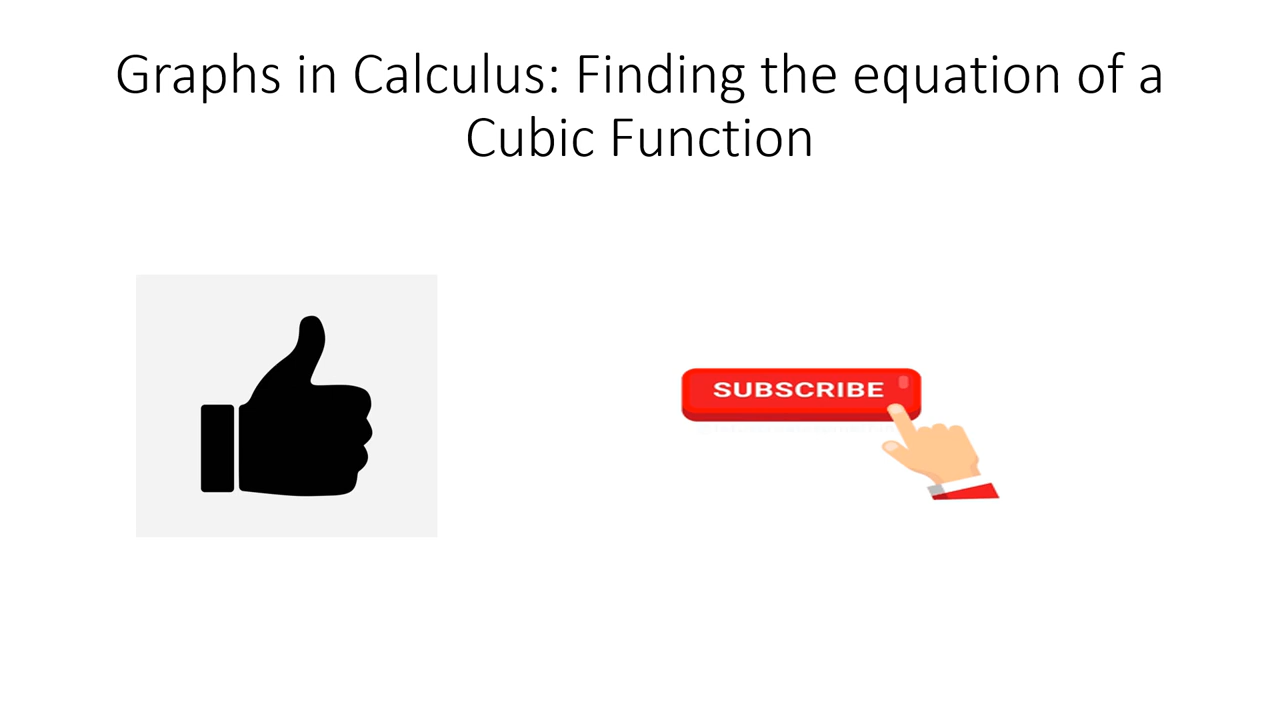 Graphs in Calculus: Finding the equation of a
Cubic Function
SUBSCRIBE